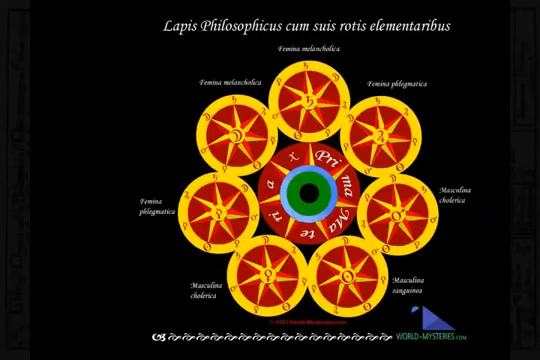 Lapis Philosophicus cum suis rotis elementaribus
Femina melancholica
Femina melancholica
Femina phlegmatica
Prima Materia x
Masculina
cholerica
Femina
phlegmatica
Masculina
cholerica
Masculina
sanguinea
WORLD-MYSTERIES.COM